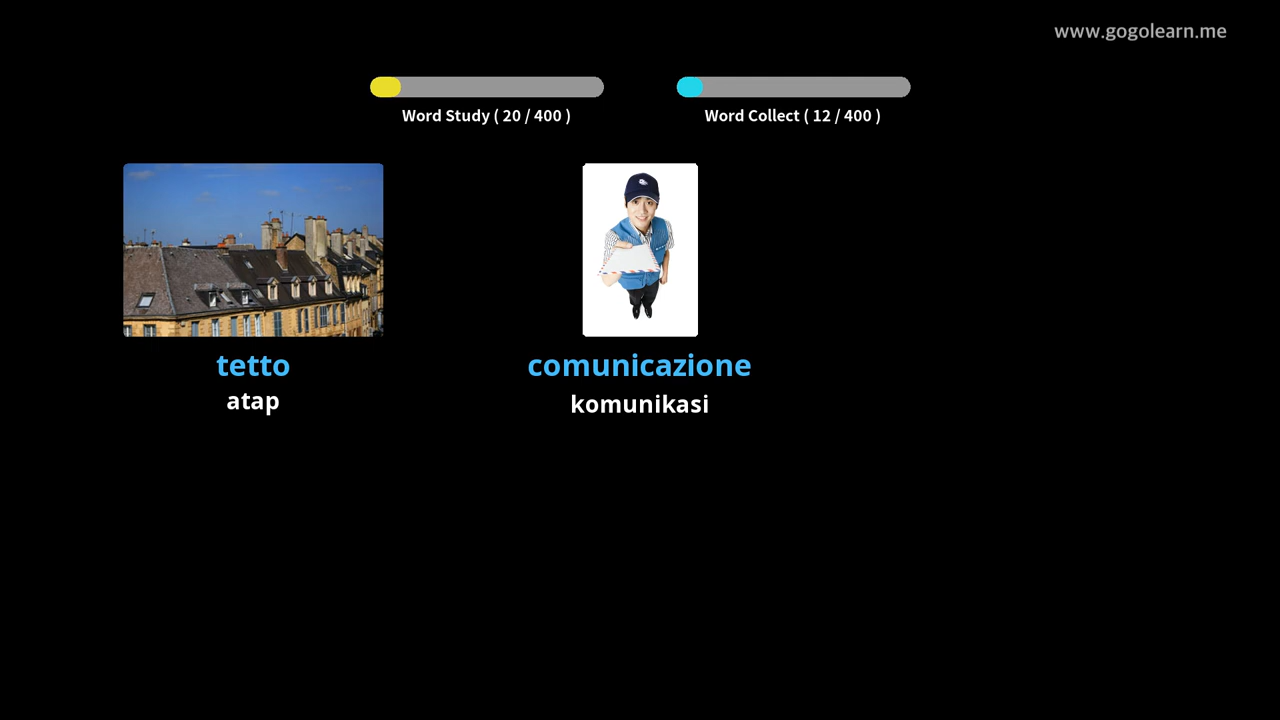 www.gogolearn.me
Word Study ( 20 / 400 )
Word Collect ( 12 / 400 )
tetto
atap
comunicazione
komunikasi